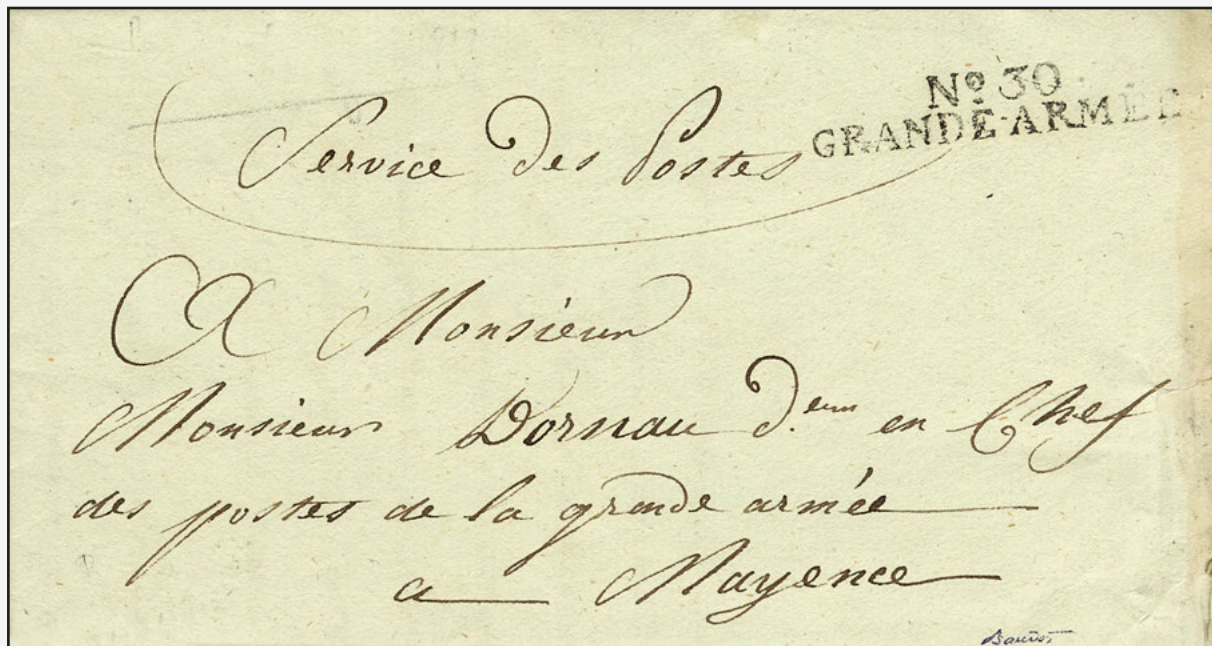 Nº 30
GRANDE-ARMÉE
Service des Postes
A Monsieur
Monsieur Dornau d.eur en Chef
des postes de la grande armée
a Mayence